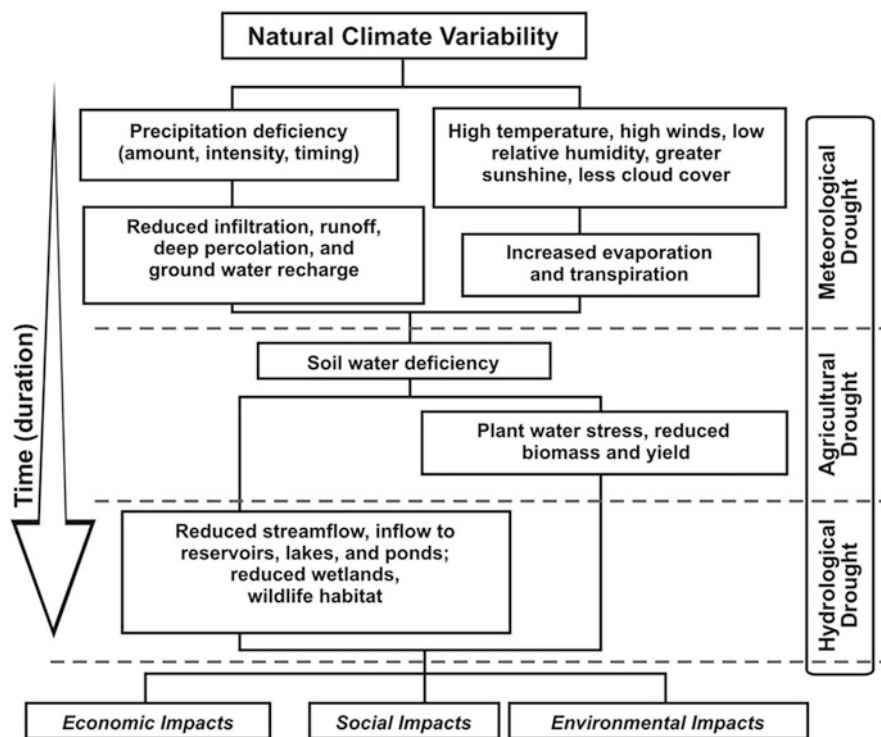 Natural Climate Variability
Precipitation deficiency
(amount, intensity, timing)
High temperature, high winds, low
relative humidity, greater
sunshine, less cloud cover
Reduced infiltration, runoff,
deep percolation, and
ground water recharge
Increased evaporation
and transpiration
Meteorological
Drought
Time (duration)
Soil water deficiency
Plant water stress, reduced
biomass and yield
Agricultural
Drought
Reduced streamflow, inflow to
reservoirs, lakes, and ponds;
reduced wetlands,
wildlife habitat
Hydrological
Drought
Economic Impacts
Social Impacts
Environmental Impacts